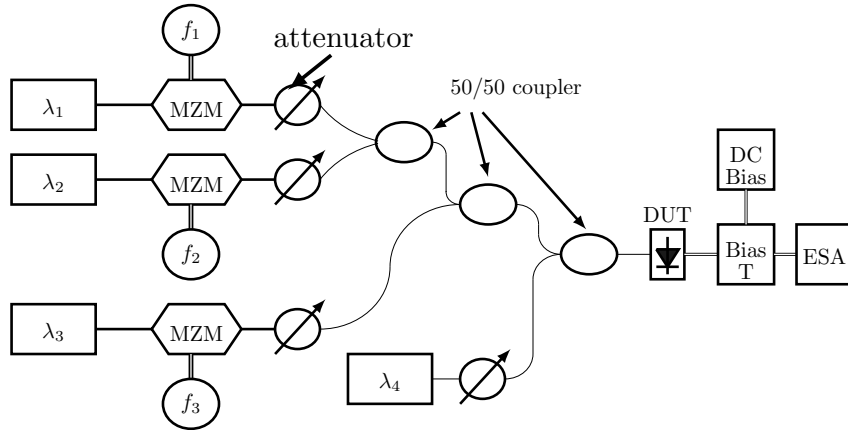 f₁
attenuator
λ₁
MZM
50/50 coupler
λ₂
MZM
DC
Bias
f₂
DUT
Bias
T
ESA
λ₃
MZM
λ₄
f₃